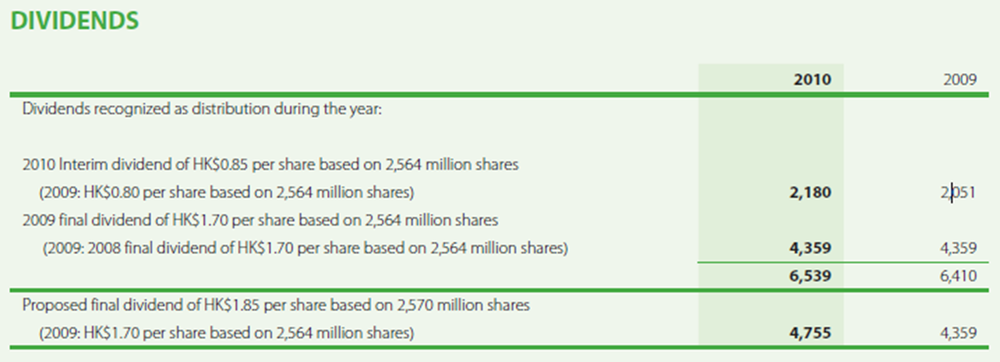 DIVIDENDS
2010 2009
Dividends recognized as distribution during the year:
2010 Interim dividend of HK$0.85 per share based on 2,564 million shares
(2009: HK$0.80 per share based on 2,564 million shares) 2,180 2,051
2009 final dividend of HK$1.70 per share based on 2,564 million shares
(2009: 2008 final dividend of HK$1.70 per share based on 2,564 million shares) 4,359 4,359
6,539 6,410
Proposed final dividend of HK$1.85 per share based on 2,570 million shares
(2009: HK$1.70 per share based on 2,564 million shares) 4,755 4,359